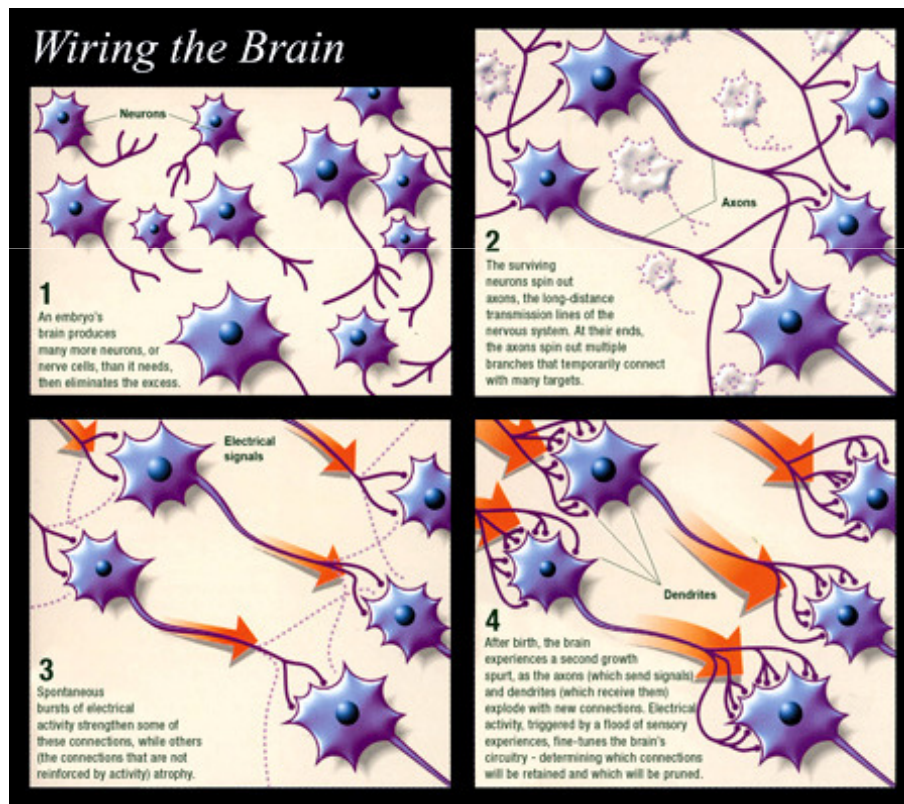 Wiring the Brain
Neurons
1
An embryo's
brain produces
many more neurons, or
nerve cells, than it needs,
then eliminates the excess.
Axons
2
The surviving
neurons spin out
axons, the long-distance
transmission lines of the
nervous system. At their ends,
the axons spin out multiple
branches that temporarily connect
with many targets.
Electrical
signals
3
Spontaneous
bursts of electrical
activity strengthen some of
these connections, while others
(the connections that are not
reinforced by activity) atrophy.
Dendrites
4
After birth, the brain
experiences a second growth
spurt, as the axons (which send signals)
and dendrites (which receive them)
explode with new connections. Electrical
activity, triggered by a flood of sensory
experiences, fine-tunes the brain's
circuitry - determining which connections
will be retained and which will be pruned.